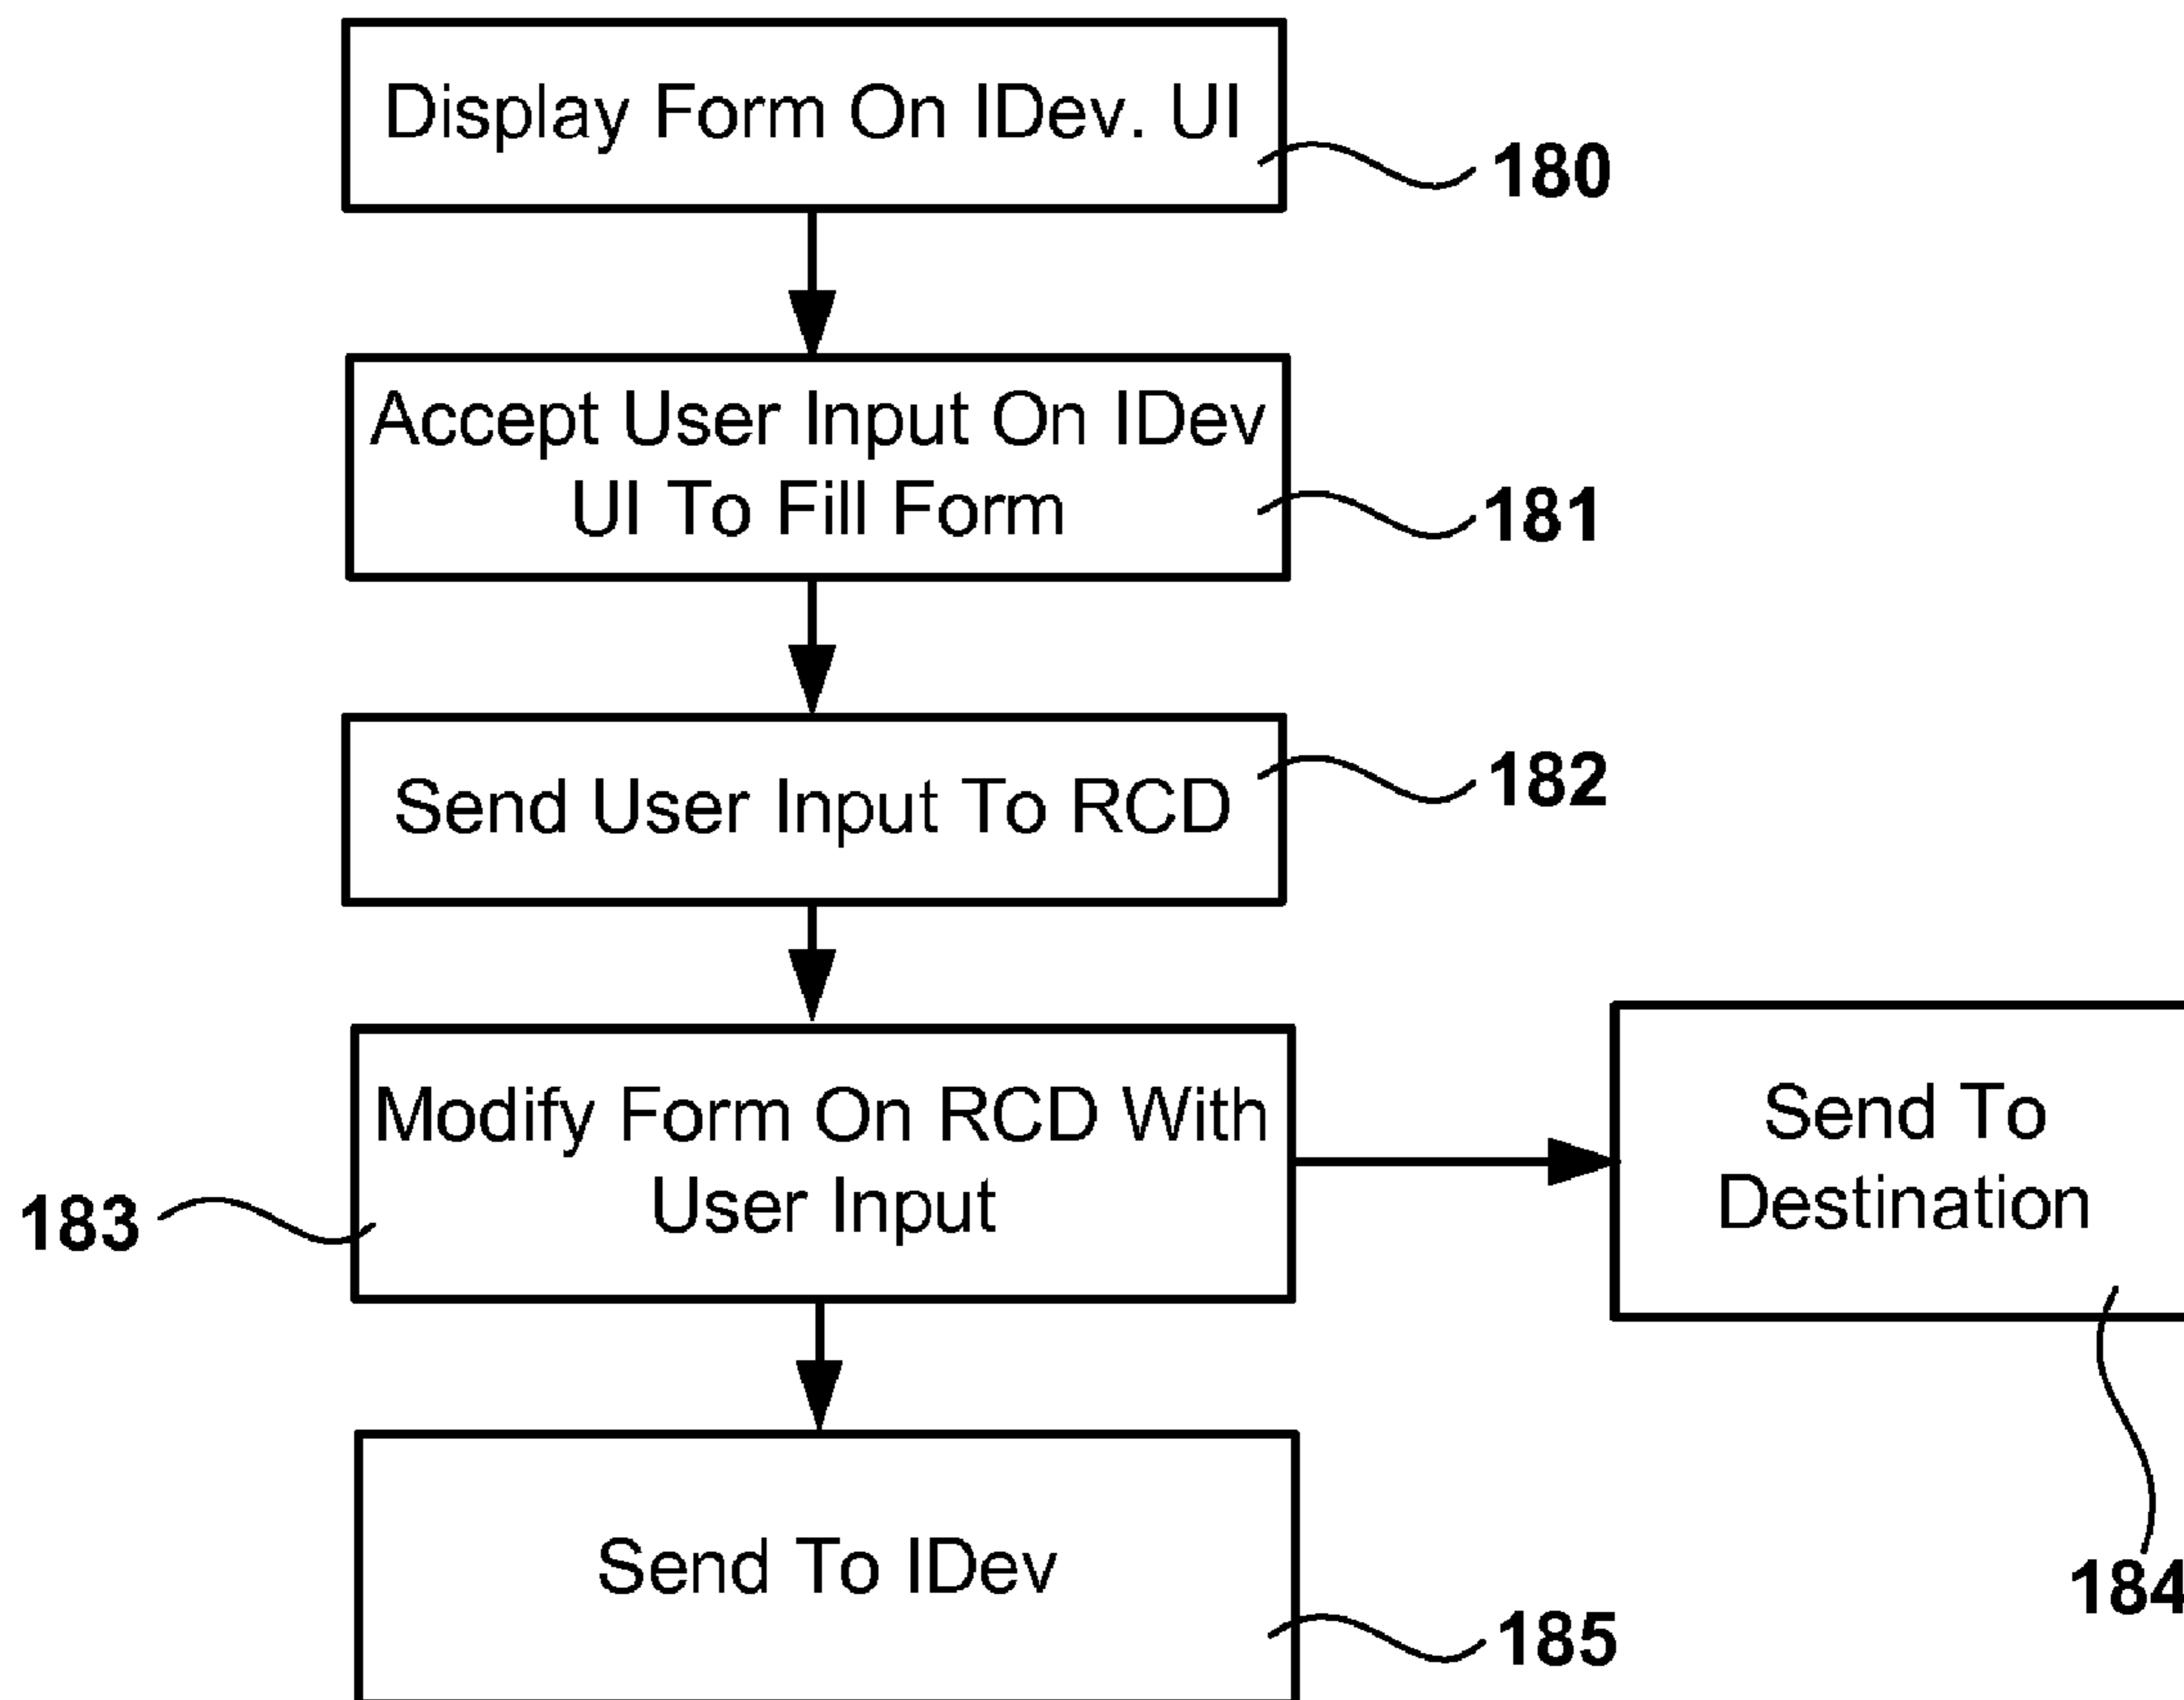 Display Form On IDev. UI
180
Accept User Input On IDev
UI To Fill Form
181
Send User Input To RCD
182
Modify Form On RCD With
User Input
183
Send To
Destination
184
Send To IDev
185